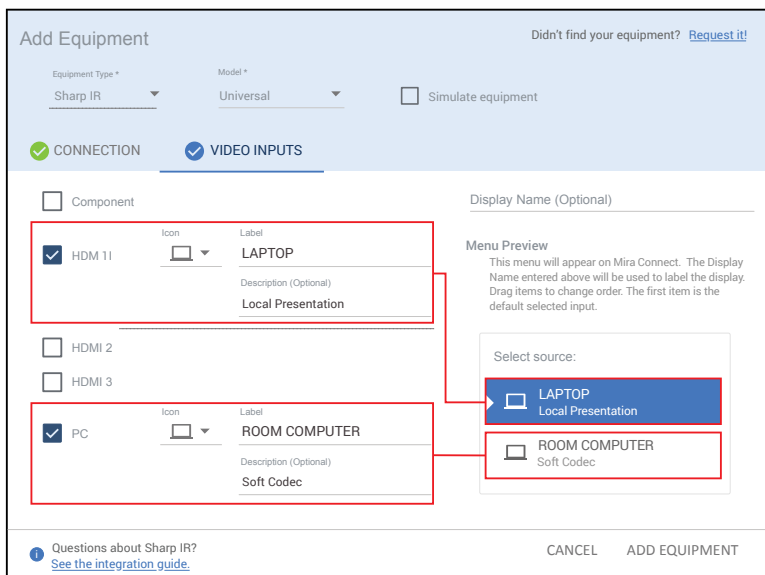 Add Equipment
Didn't find your equipment? Request it!
Equipment Type *
Sharp IR
Model *
Universal
Simulate equipment
CONNECTION
VIDEO INPUTS
Component
Display Name (Optional)
HDM 1I
Icon
Label
LAPTOP
Description (Optional)
Local Presentation
Menu Preview
This menu will appear on Mira Connect. The Display
Name entered above will be used to label the display.
Drag items to change order. The first item is the
default selected input.
HDMI 2
HDMI 3
Select source:
LAPTOP
Local Presentation
ROOM COMPUTER
Soft Codec
PC
Icon
Label
ROOM COMPUTER
Description (Optional)
Soft Codec
i
Questions about Sharp IR?
See the integration guide.
CANCEL
ADD EQUIPMENT